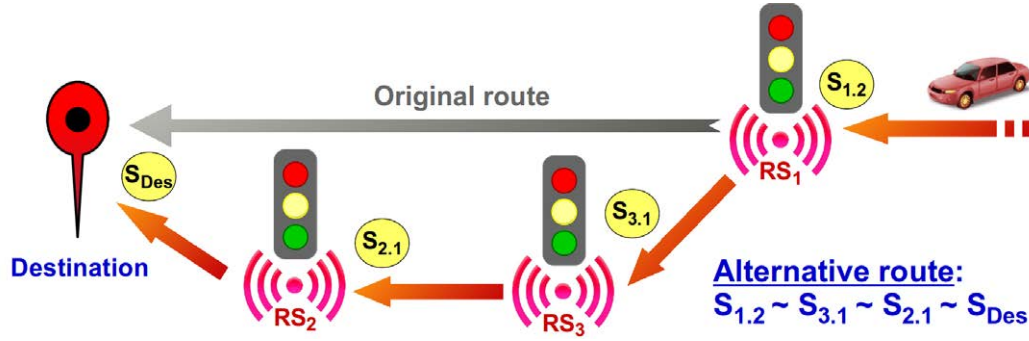 Original route
S1.2
RS1
SDes
S3.1
S2.1
Destination
RS2
RS3
Alternative route:
S1.2 ~ S3.1 ~ S2.1 ~ SDes